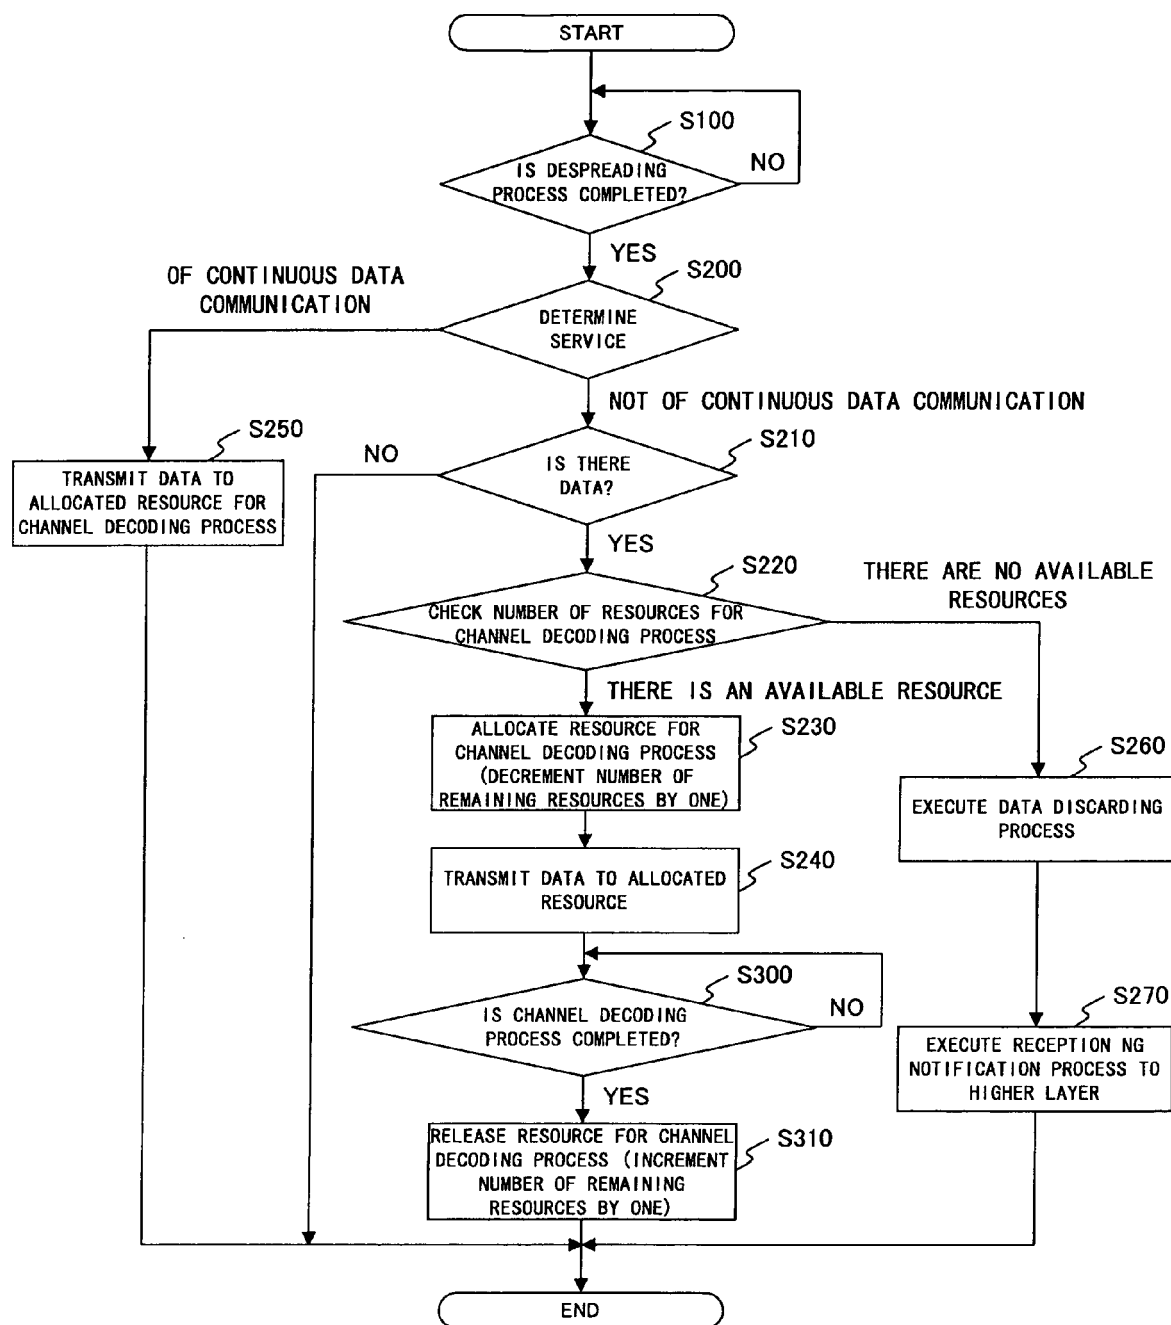 START
S100
IS DESPREADING
PROCESS COMPLETED?
NO
YES
OF CONTINUOUS DATA
COMMUNICATION
S200
DETERMINE
SERVICE
NOT OF CONTINUOUS DATA COMMUNICATION
S250
TRANSMIT DATA TO
ALLOCATED RESOURCE FOR
CHANNEL DECODING PROCESS
NO
S210
IS THERE
DATA?
YES
S220
THERE ARE NO AVAILABLE
RESOURCES
CHECK NUMBER OF RESOURCES FOR
CHANNEL DECODING PROCESS
THERE IS AN AVAILABLE RESOURCE
S230
ALLOCATE RESOURCE FOR
CHANNEL DECODING PROCESS
(DECREMENT NUMBER OF
REMAINING RESOURCES BY ONE)
S260
EXECUTE DATA DISCARDING
PROCESS
S240
TRANSMIT DATA TO ALLOCATED
RESOURCE
S300
IS CHANNEL DECODING
PROCESS COMPLETED?
NO
S270
EXECUTE RECEPTION NG
NOTIFICATION PROCESS TO
HIGHER LAYER
YES
S310
RELEASE RESOURCE FOR CHANNEL
DECODING PROCESS (INCREMENT
NUMBER OF REMAINING
RESOURCES BY ONE)
END